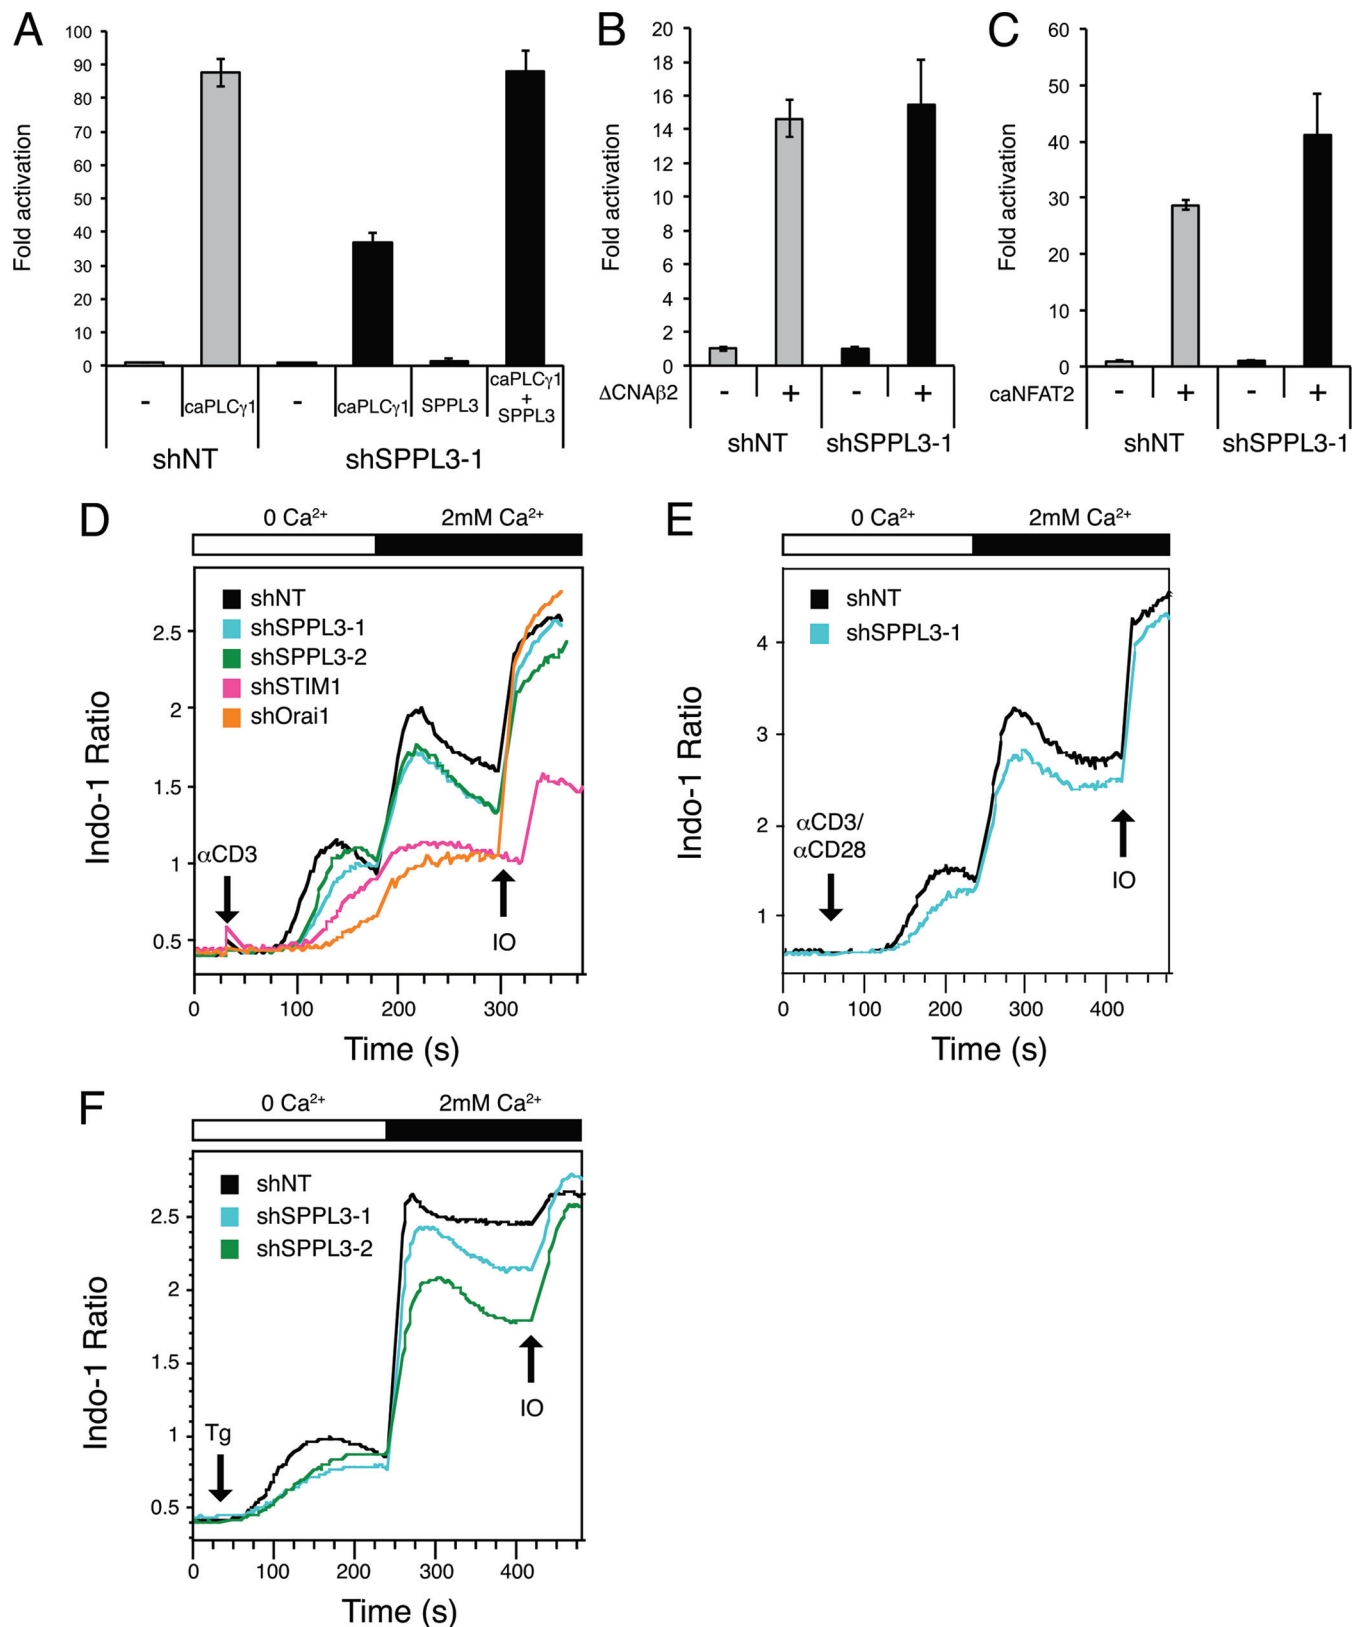 A
Fold activation
100
90
80
70
60
50
40
30
20
10
0
-
caPLCγ1
-
caPLCγ1
SPPL3
caPLCγ1
+
SPPL3
shNT
shSPPL3-1
B
Fold activation
20
18
16
14
12
10
8
6
4
2
0
ΔCNAβ2
-
+
-
+
shNT
shSPPL3-1
C
Fold activation
60
50
40
30
20
10
0
caNFAT2
-
+
-
+
shNT
shSPPL3-1
D
0 Ca²⁺
2mM Ca²⁺
shNT
shSPPL3-1
shSPPL3-2
shSTIM1
shOrai1
Indo-1 Ratio
2.5
2
1.5
1
0.5
αCD3
IO
0
100
200
300
Time (s)
E
0 Ca²⁺
2mM Ca²⁺
shNT
shSPPL3-1
Indo-1 Ratio
4
3
2
1
αCD3/
αCD28
IO
0
100
200
300
400
Time (s)
F
0 Ca²⁺
2mM Ca²⁺
shNT
shSPPL3-1
shSPPL3-2
Indo-1 Ratio
2.5
2
1.5
1
0.5
Tg
IO
0
100
200
300
400
Time (s)